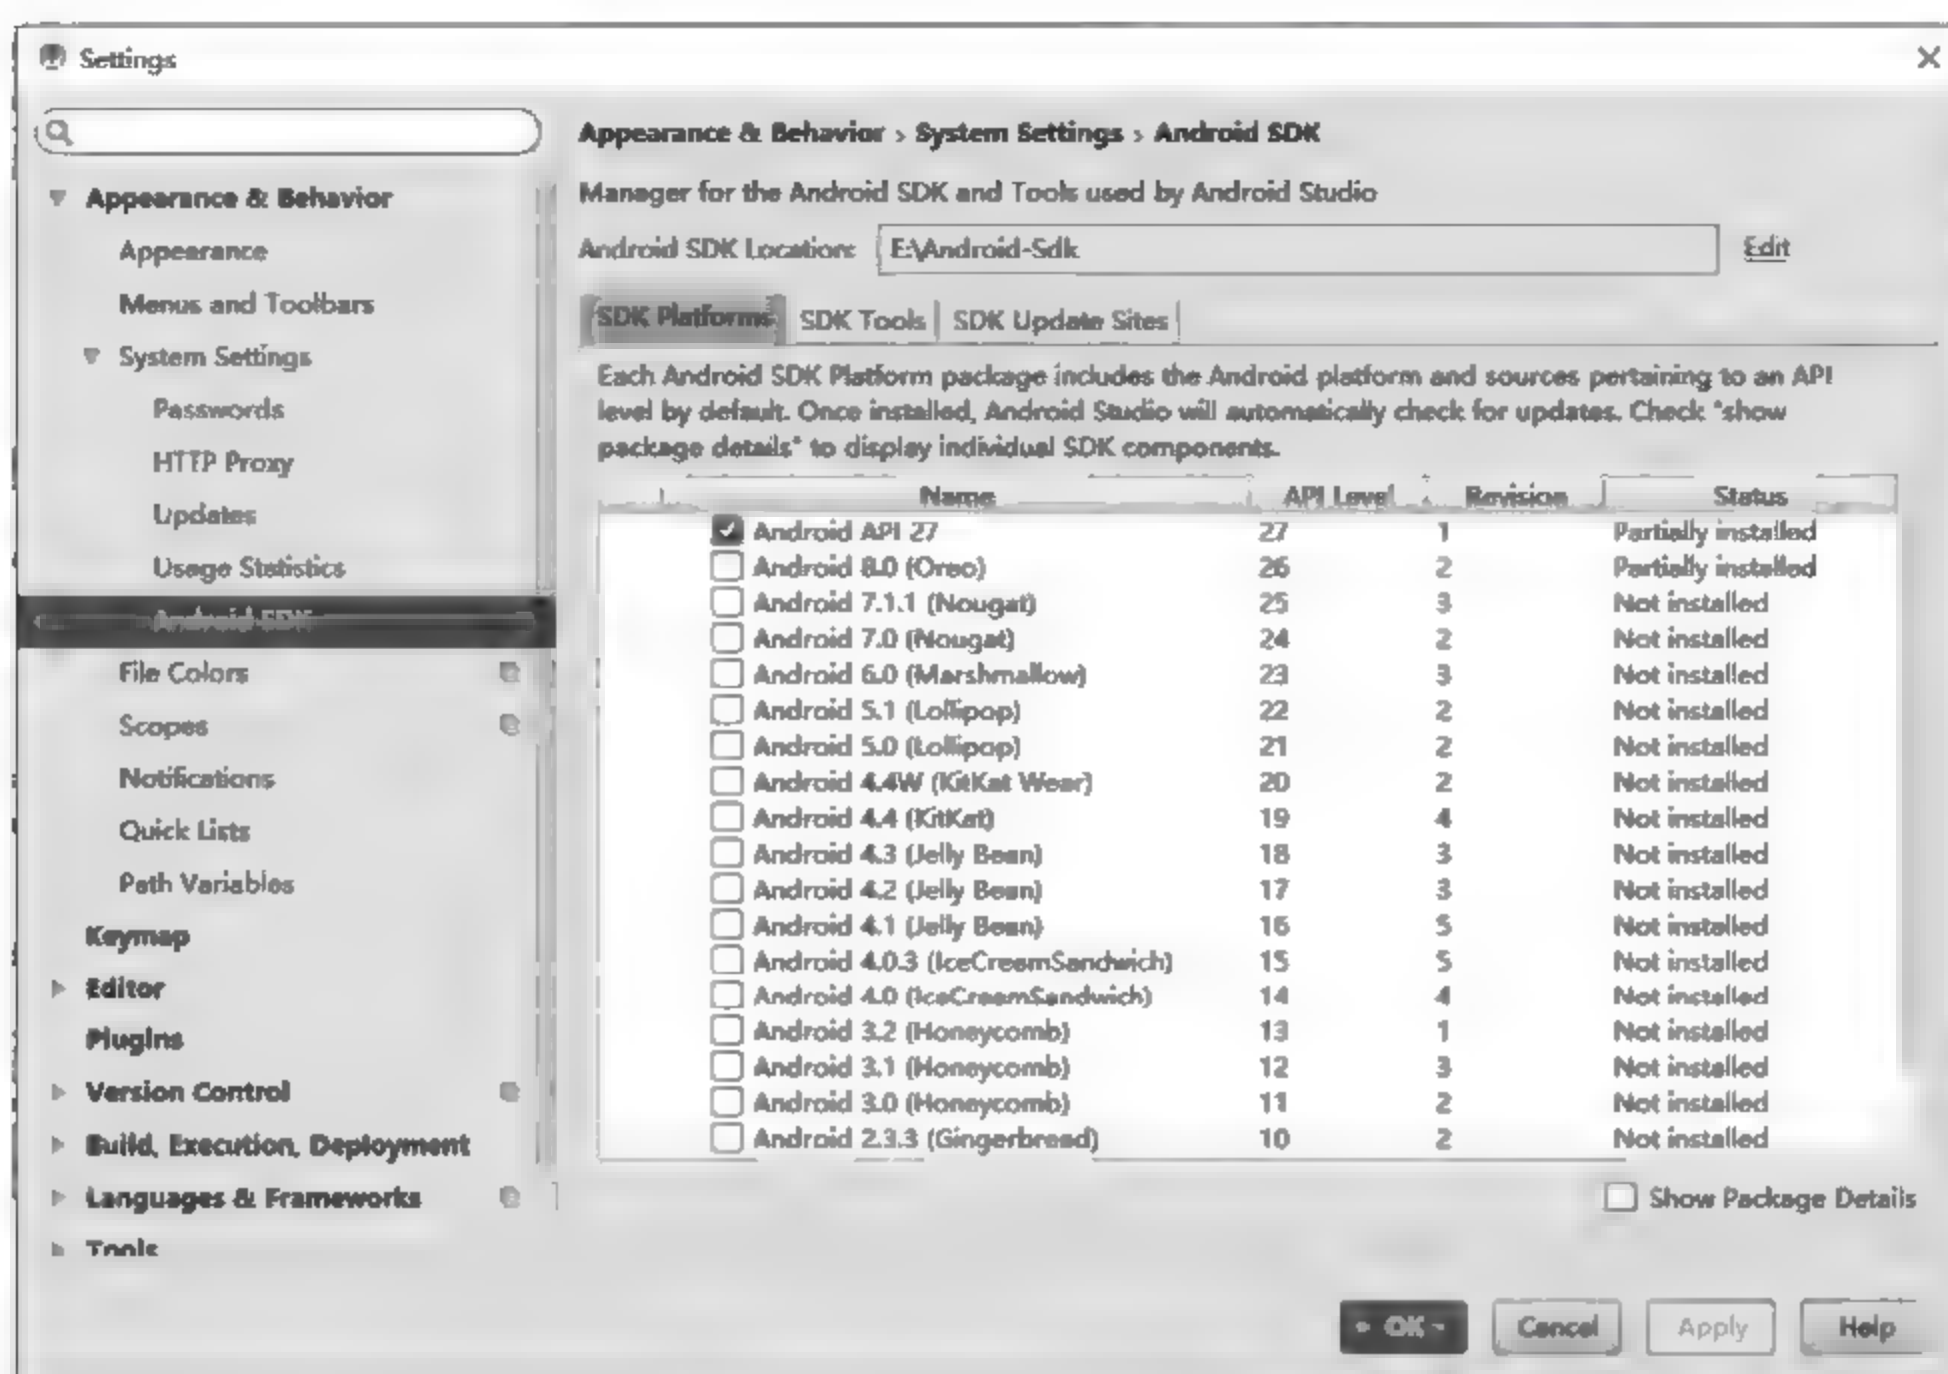 Settings
Appearance & Behavior › System Settings › Android SDK
Appearance & Behavior
Appearance
Menus and Toolbars
System Settings
Passwords
HTTP Proxy
Updates
Usage Statistics
Android SDK
File Colors
Scopes
Notifications
Quick Lists
Path Variables
Keymap
Editor
Plugins
Version Control
Build, Execution, Deployment
Languages & Frameworks
Tools
Manager for the Android SDK and Tools used by Android Studio
Android SDK Location: E:\Android-Sdk Edit
SDK Platforms SDK Tools SDK Update Sites
Each Android SDK Platform package includes the Android platform and sources pertaining to an API
level by default. Once installed, Android Studio will automatically check for updates. Check "show
package details" to display individual SDK components.
Name API Level Revision Status
Android API 27 27 1 Partially installed
Android 8.0 (Oreo) 26 2 Partially installed
Android 7.1.1 (Nougat) 25 3 Not installed
Android 7.0 (Nougat) 24 2 Not installed
Android 6.0 (Marshmallow) 23 3 Not installed
Android 5.1 (Lollipop) 22 2 Not installed
Android 5.0 (Lollipop) 21 2 Not installed
Android 4.4W (KitKat Wear) 20 2 Not installed
Android 4.4 (KitKat) 19 4 Not installed
Android 4.3 (Jelly Bean) 18 3 Not installed
Android 4.2 (Jelly Bean) 17 3 Not installed
Android 4.1 (Jelly Bean) 16 5 Not installed
Android 4.0.3 (IceCreamSandwich) 15 5 Not installed
Android 4.0 (IceCreamSandwich) 14 4 Not installed
Android 3.2 (Honeycomb) 13 1 Not installed
Android 3.1 (Honeycomb) 12 3 Not installed
Android 3.0 (Honeycomb) 11 2 Not installed
Android 2.3.3 (Gingerbread) 10 2 Not installed
Show Package Details
OK Cancel Apply Help